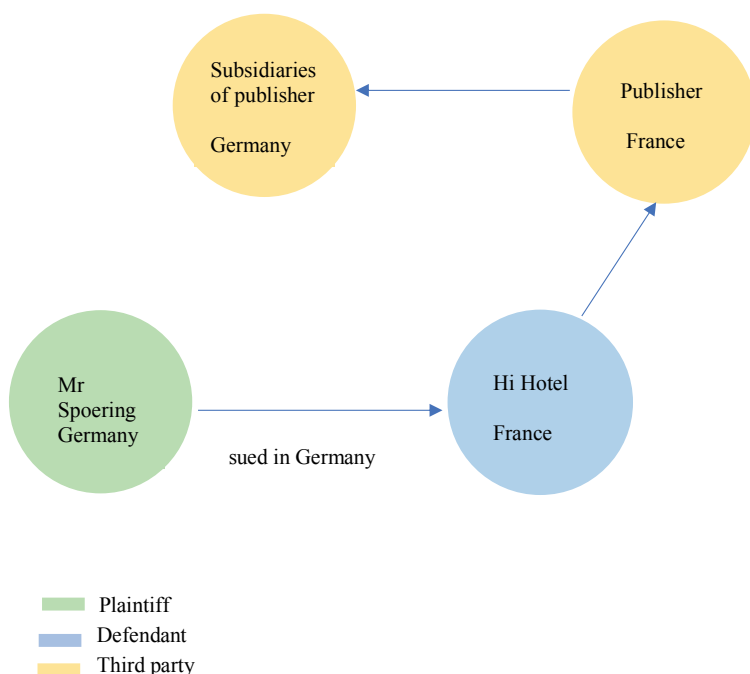 Subsidiaries
of publisher
Germany
Publisher
France
Mr
Spoering
Germany
sued in Germany
Hi Hotel
France
Plaintiff
Defendant
Third party